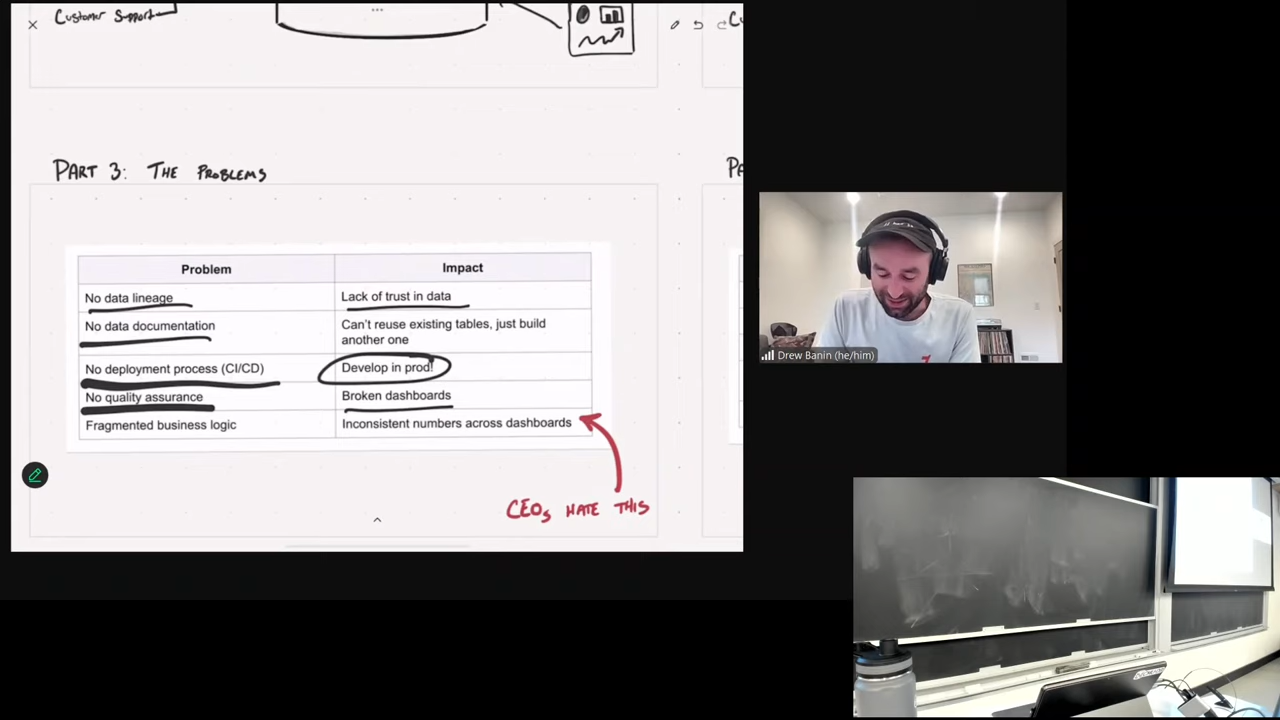 Customer Support
PART 3: THE PROBLEMS
Problem Impact
No data lineage Lack of trust in data
No data documentation Can't reuse existing tables, just build
another one
No deployment process (CI/CD) Develop in prod!
No quality assurance Broken dashboards
Fragmented business logic Inconsistent numbers across dashboards
CEOs HATE THIS
Drew Banin (he/him)